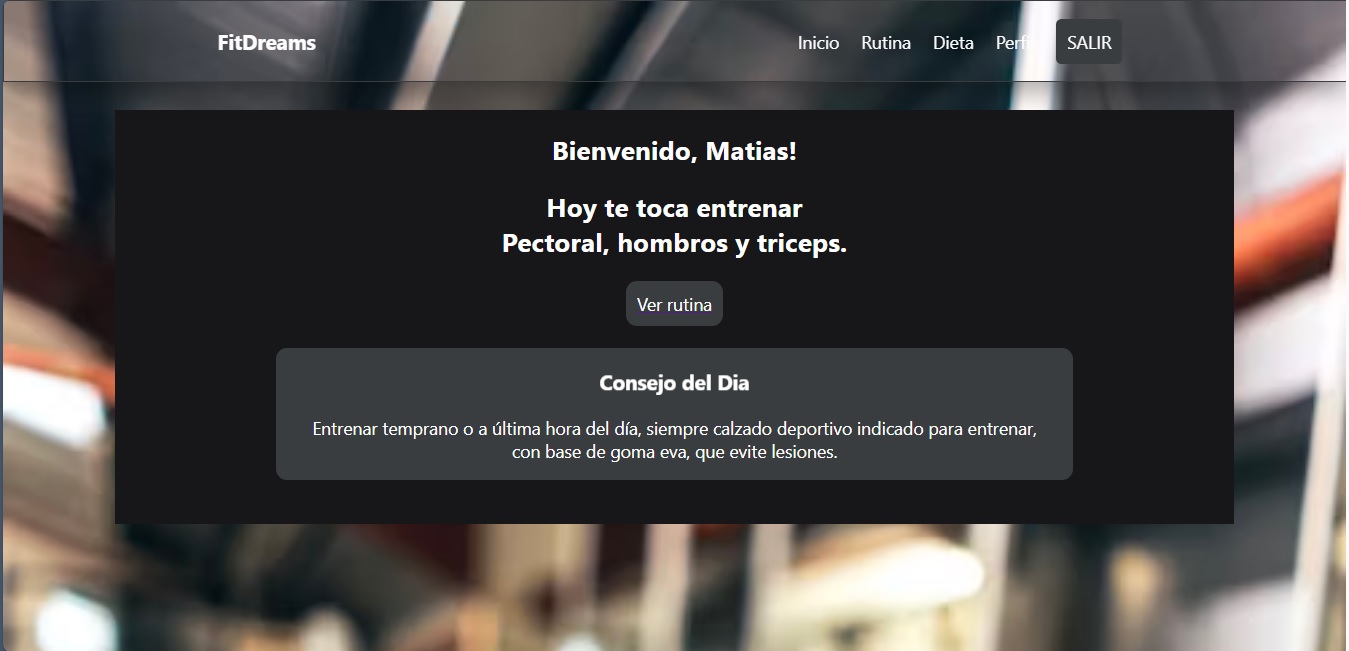 FitDreams
Inicio Rutina Dieta Perfil SALIR
Bienvenido, Matias!
Hoy te toca entrenar
Pectoral, hombros y triceps.
Ver rutina
Consejo del Dia
Entrenar temprano o a última hora del día, siempre calzado deportivo indicado para entrenar,
con base de goma eva, que evite lesiones.